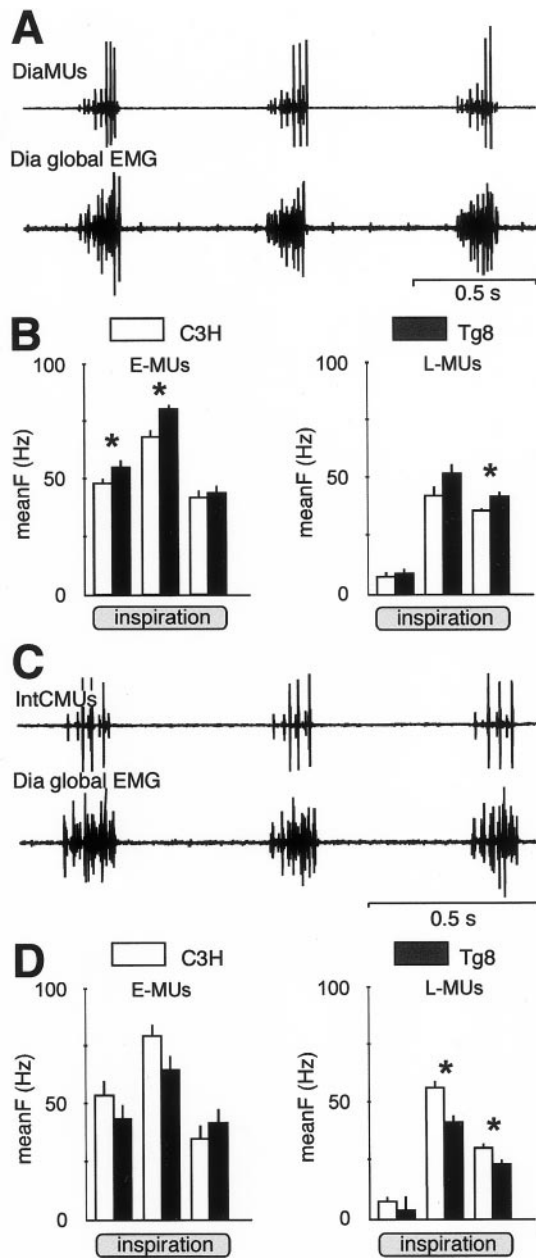 A
DiaMUs
Dia global EMG
0.5 s
B
C3H
Tg8
E-MUs
L-MUs
100
50
0
meanF (Hz)
* *
inspiration
100
50
0
meanF (Hz)
*
inspiration
C
IntCMUs
Dia global EMG
0.5 s
D
C3H
Tg8
E-MUs
L-MUs
100
50
0
meanF (Hz)
inspiration
100
50
0
meanF (Hz)
* *
inspiration